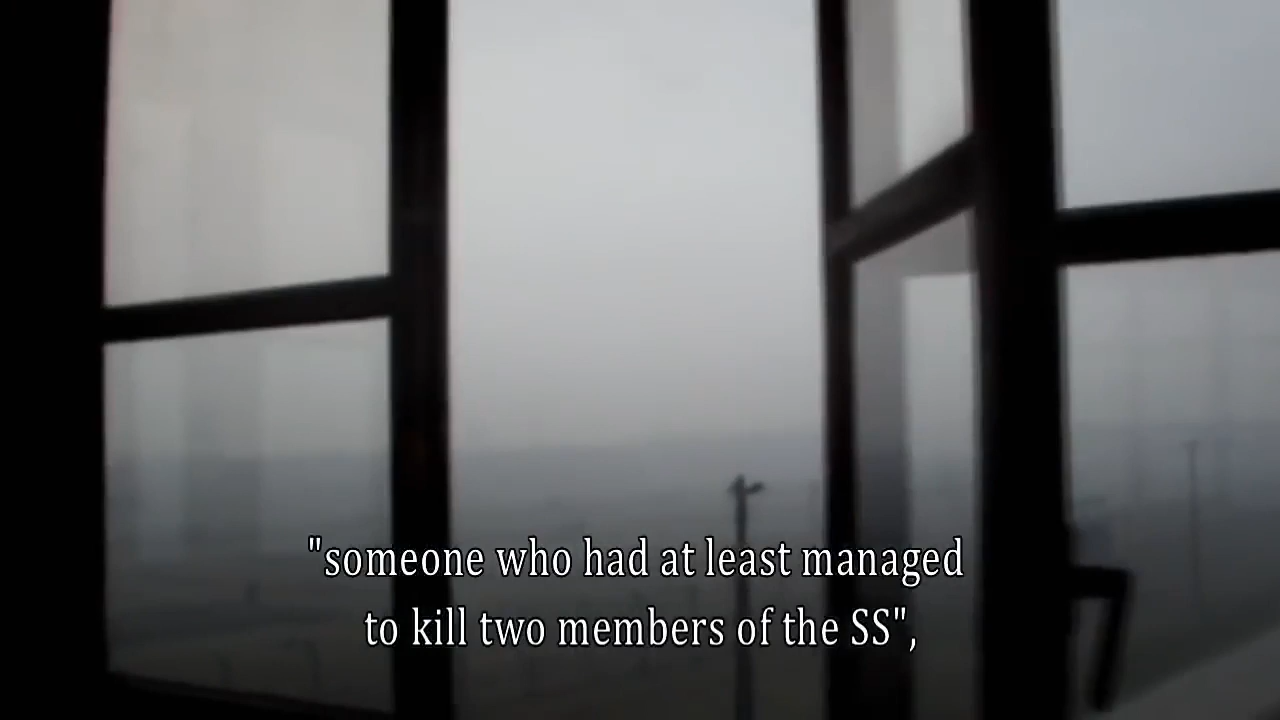 "someone who had at least managed
to kill two members of the SS",